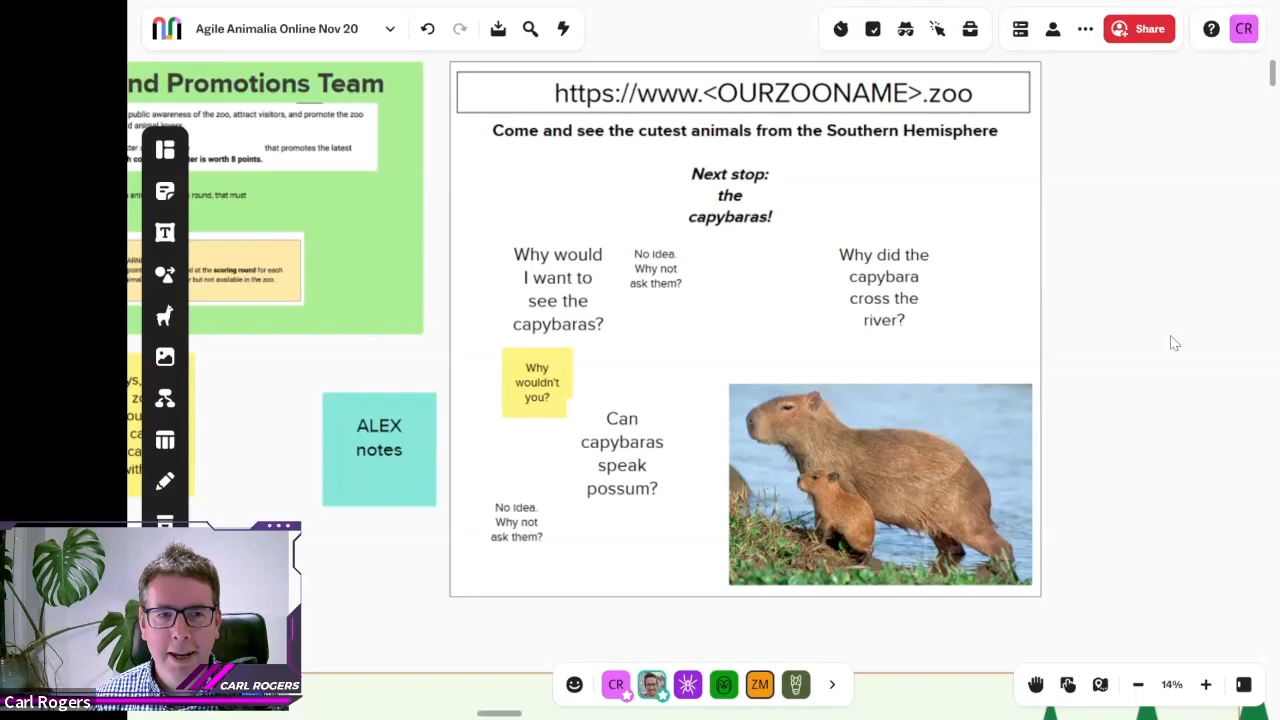 Agile Animalia Online Nov 20
Share
CR
nd Promotions Team
public awareness of the zoo, attract visitors, and promote the zoo
d animal lovers
that promotes the latest
ter is worth 8 points.
round, that must
at the scoring round for each
or but not available in the zoo.
https://www.<OURZOONAME>.zoo
Come and see the cutest animals from the Southern Hemisphere
Next stop:
the
capybaras!
Why would
I want to
see the
capybaras?
No idea.
Why not
ask them?
Why did the
capybara
cross the
river?
Why
wouldn't
you?
Can
capybaras
speak
possum?
No idea.
Why not
ask them?
ALEX
notes
CARL ROGERS
Carl Rogers
CR
ZM
14%